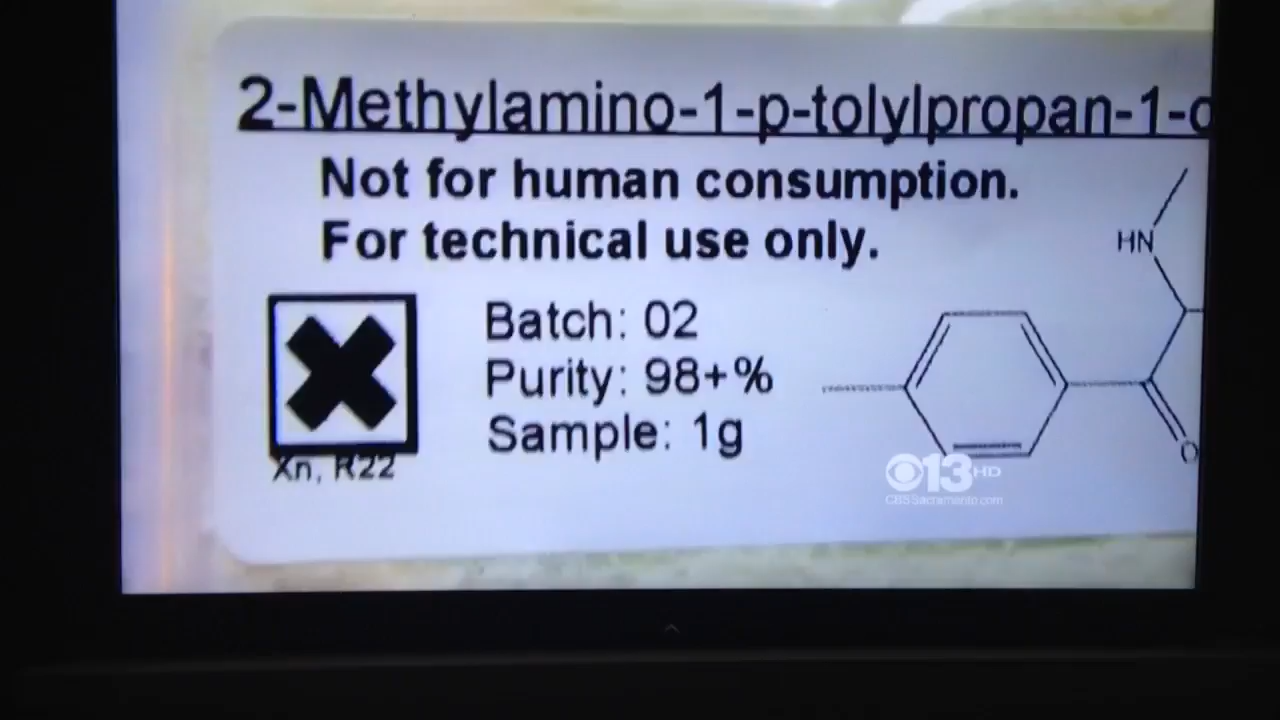 2-Methylamino-1-p-tolylpropan-1-o
Not for human consumption.
For technical use only.
Batch: 02
Purity: 98+%
Sample: 1g
Xn, R22
HN
O
13 HD
CBSSacramento.com